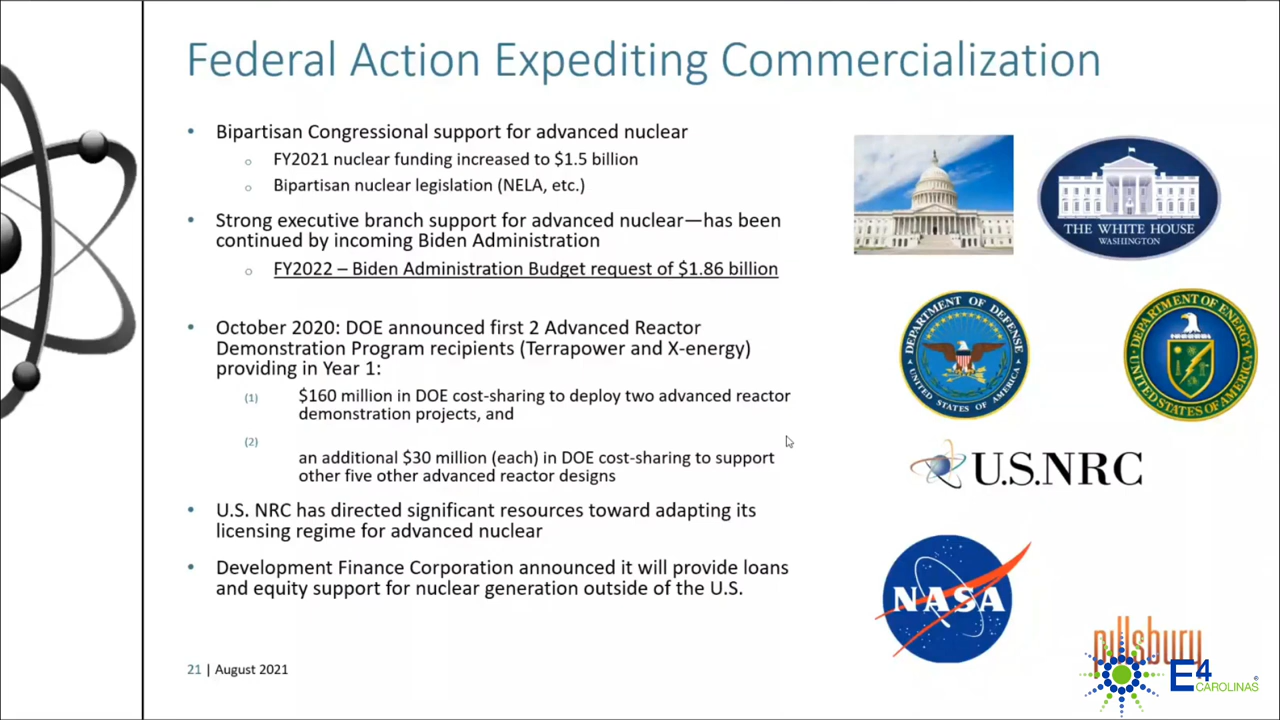 Federal Action Expediting Commercialization
• Bipartisan Congressional support for advanced nuclear
o FY2021 nuclear funding increased to $1.5 billion
o Bipartisan nuclear legislation (NELA, etc.)
• Strong executive branch support for advanced nuclear—has been
continued by incoming Biden Administration
o FY2022 – Biden Administration Budget request of $1.86 billion
• October 2020: DOE announced first 2 Advanced Reactor
Demonstration Program recipients (Terrapower and X-energy)
providing in Year 1:
(1) $160 million in DOE cost-sharing to deploy two advanced reactor
demonstration projects, and
(2)
an additional $30 million (each) in DOE cost-sharing to support
other five other advanced reactor designs
• U.S. NRC has directed significant resources toward adapting its
licensing regime for advanced nuclear
• Development Finance Corporation announced it will provide loans
and equity support for nuclear generation outside of the U.S.
THE WHITE HOUSE
WASHINGTON
DEPARTMENT OF DEFENSE
UNITED STATES OF AMERICA
DEPARTMENT OF ENERGY
UNITED STATES OF AMERICA
U.S.NRC
NASA
pillsbury
E4
CAROLINAS
®
21 | August 2021